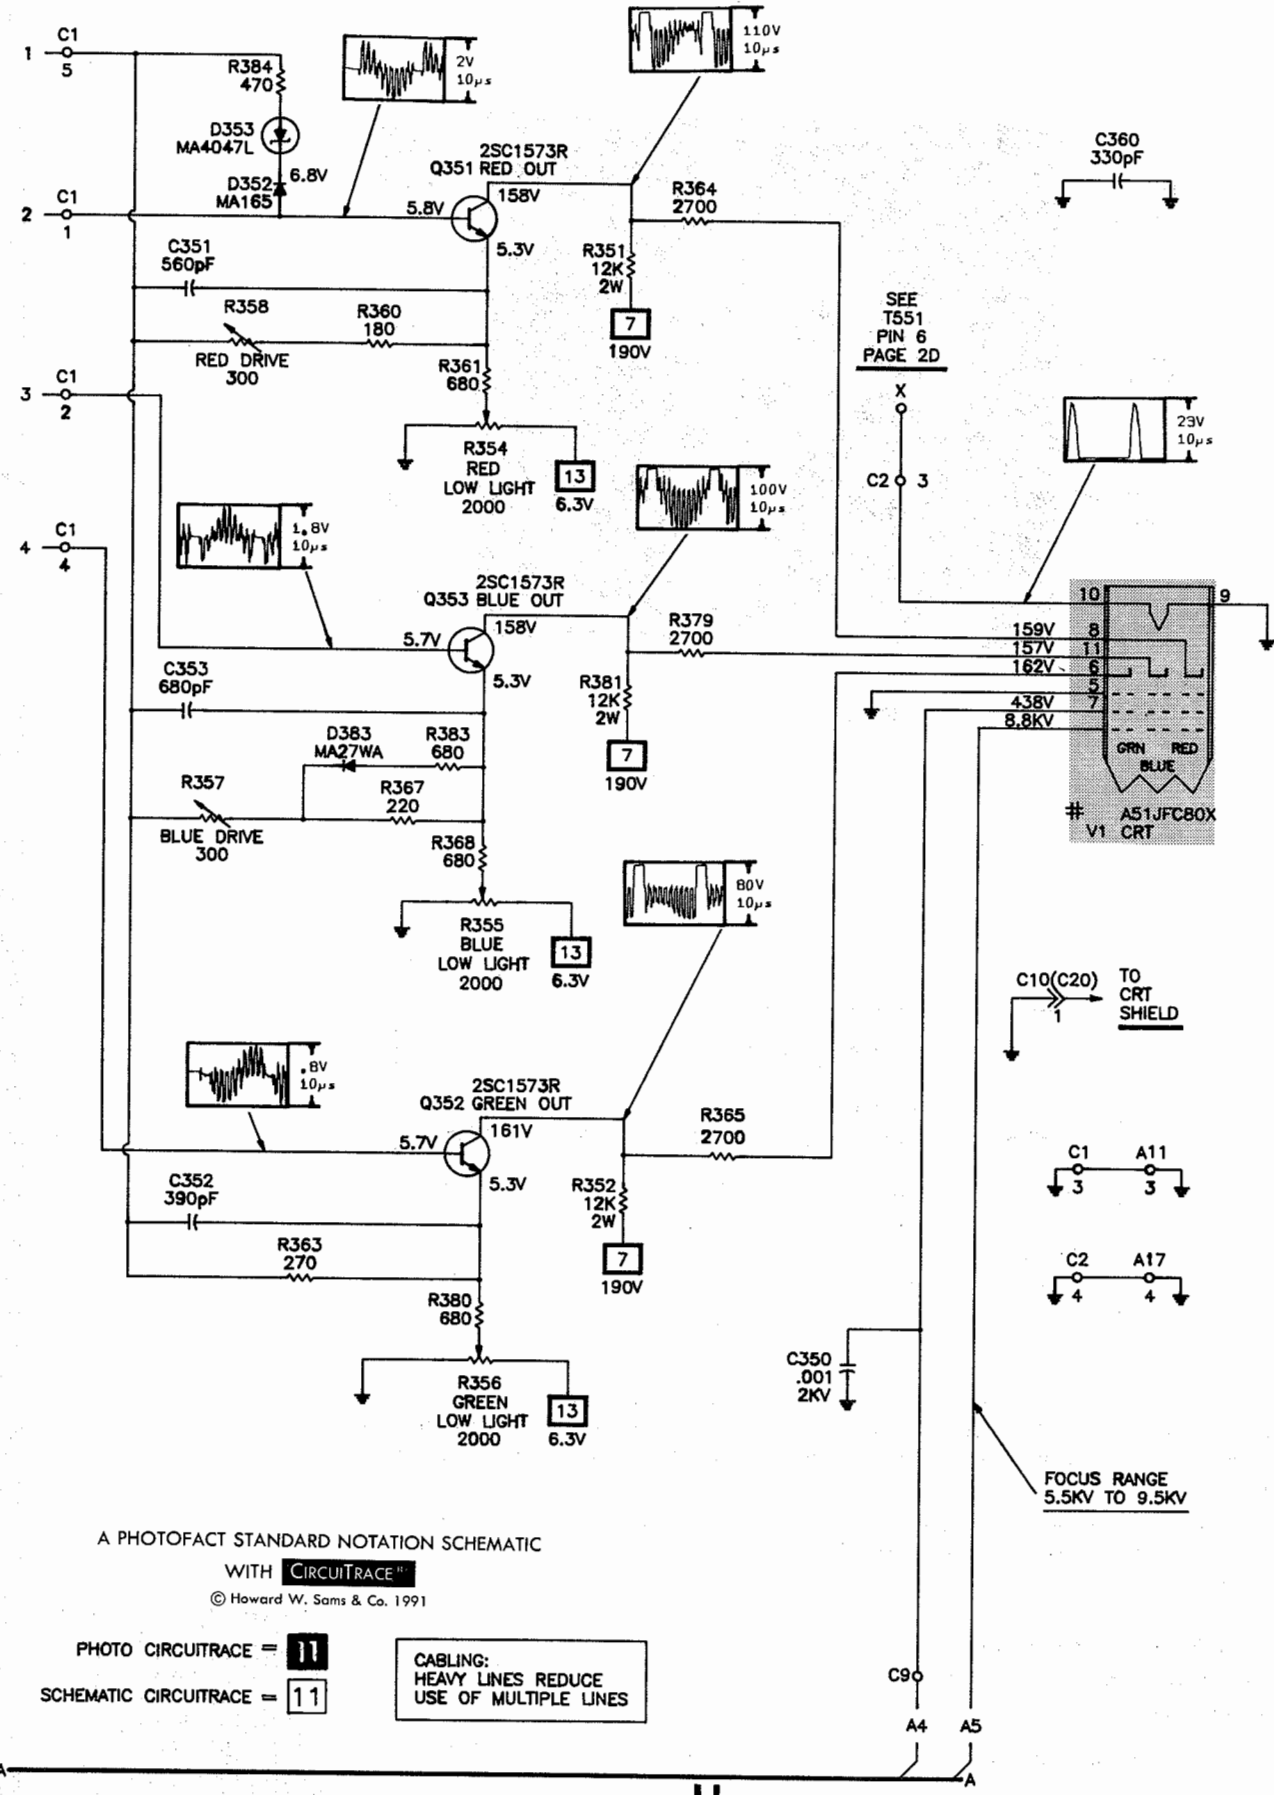 1
C1
5
R384
470
D353
MA4047L
D352
MA165
6.8V
2V
10µs
110V
10µs
2SC1573R
Q351 RED OUT
158V
5.8V
5.3V
R364
2700
C360
330pF
2
C1
1
C351
560pF
R351
12K
2W
7
190V
R358
RED DRIVE
300
R360
180
R361
680
SEE
T551
PIN 6
PAGE 2D
X
C2 3
3
C1
2
R354
RED
LOW LIGHT
2000
13
6.3V
100V
10µs
23V
10µs
4
C1
4
1.8V
10µs
2SC1573R
Q353 BLUE OUT
158V
5.7V
5.3V
R379
2700
C353
680pF
R381
12K
2W
7
190V
D383
MA27WA
R383
680
R357
BLUE DRIVE
300
R367
220
R368
680
10
9
159V 8
157V 11
162V 6
5
438V 7
8.8KV
GRN RED
BLUE
#
A51JFC80X
V1 CRT
R355
BLUE
LOW LIGHT
2000
13
6.3V
80V
10µs
C10(C20)
1
TO
CRT
SHIELD
.8V
10µs
2SC1573R
Q352 GREEN OUT
161V
5.7V
5.3V
R365
2700
C352
390pF
R352
12K
2W
7
190V
R363
270
R380
680
C1 A11
3 3
C2 A17
4 4
R356
GREEN
LOW LIGHT
2000
13
6.3V
C350
.001
2KV
FOCUS RANGE
5.5KV TO 9.5KV
A PHOTOFACT STANDARD NOTATION SCHEMATIC
WITH CIRCUITRACE
© Howard W. Sams & Co. 1991
PHOTO CIRCUITRACE = 11
SCHEMATIC CIRCUITRACE = 11
CABLING:
HEAVY LINES REDUCE
USE OF MULTIPLE LINES
C9
A4 A5
A
A